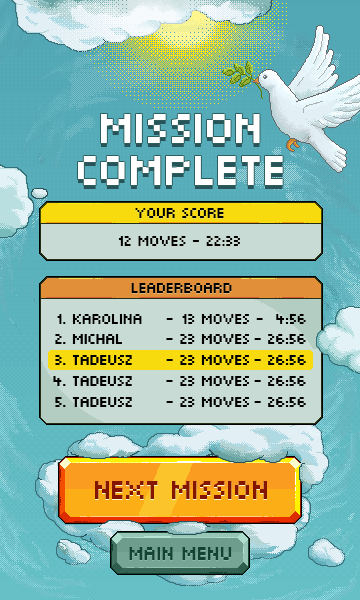 MISSION
COMPLETE
YOUR SCORE
12 MOVES - 22:33
LEADERBOARD
1. KAROLINA - 13 MOVES - 4:56
2. MICHAL - 23 MOVES - 26:56
3. TADEUSZ - 23 MOVES - 26:56
4. TADEUSZ - 23 MOVES - 26:56
5. TADEUSZ - 23 MOVES - 26:56
NEXT MISSION
MAIN MENU